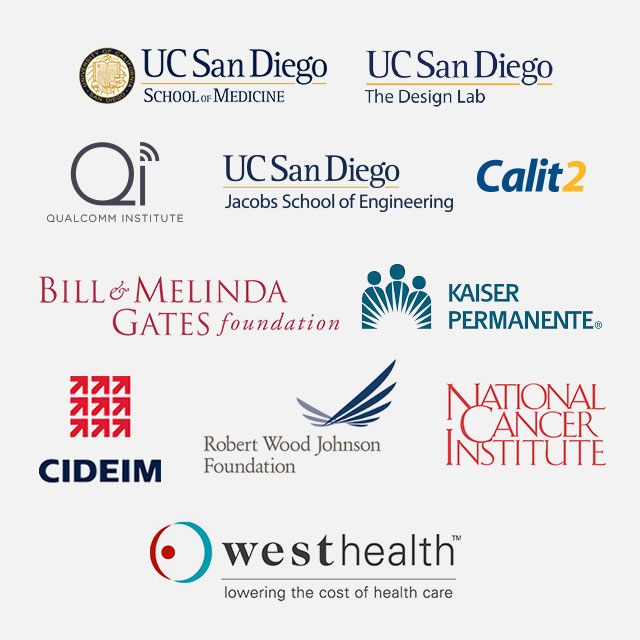 UC San Diego
SCHOOL OF MEDICINE
UC San Diego
The Design Lab
Qi
QUALCOMM INSTITUTE
UC San Diego
Jacobs School of Engineering
Calit2
BILL & MELINDA
GATES foundation
KAISER
PERMANENTE®
CIDEIM
Robert Wood Johnson
Foundation
NATIONAL
CANCER
INSTITUTE
westhealth™
lowering the cost of health care